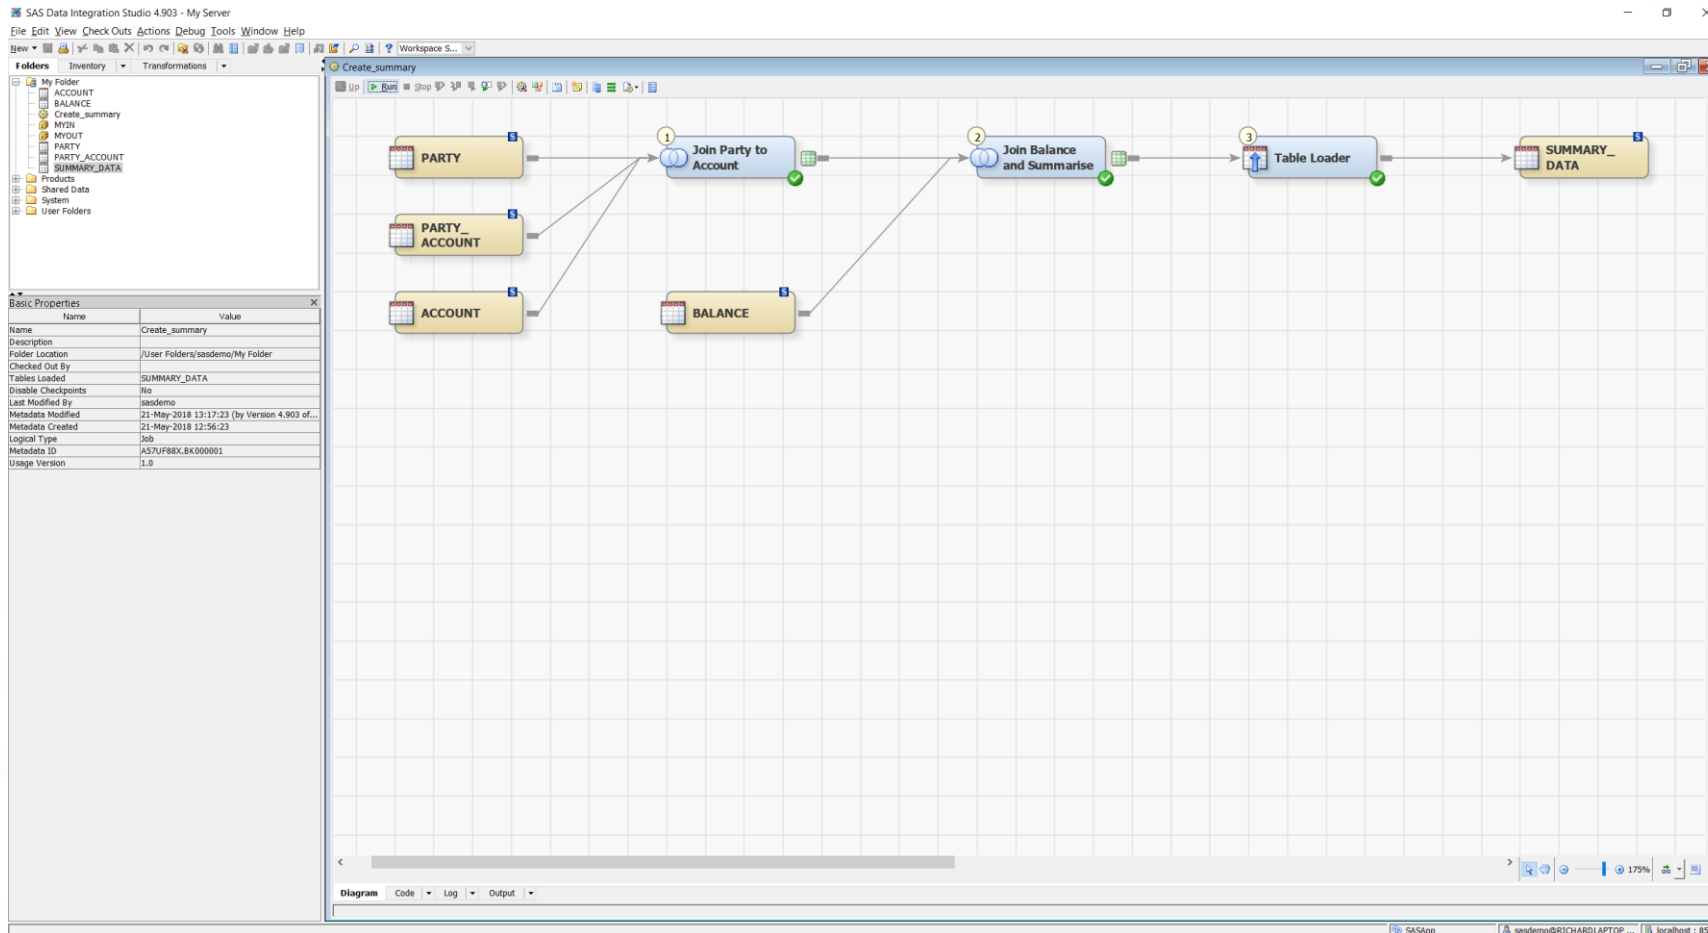 SAS Data Integration Studio 4.903 - My Server
File Edit View Check Outs Actions Debug Tools Window Help
New Workspace S...
Folders Inventory Transformations
My Folder
ACCOUNT
BALANCE
Create_summary
MYIN
MYOUT
PARTY
PARTY_ACCOUNT
SUMMARY_DATA
Products
Shared Data
System
User Folders
Basic Properties
Name Value
Name Create_summary
Description
Folder Location /User Folders/sasdemo/My Folder
Checked Out By
Tables Loaded SUMMARY_DATA
Disable Checkpoints No
Last Modified By sasdemo
Metadata Modified 21-May-2018 13:17:23 (by Version 4.903 of...
Metadata Created 21-May-2018 12:56:23
Logical Type Job
Metadata ID A57UF88X.BK000001
Usage Version 1.0
Create_summary
Up Run Stop
PARTY
1
Join Party to
Account
2
Join Balance
and Summarise
3
Table Loader
SUMMARY_
DATA
PARTY_
ACCOUNT
ACCOUNT
BALANCE
175%
Diagram Code Log Output
SASApp sasdemo@RICHARDLAPTOP ... localhost : 85